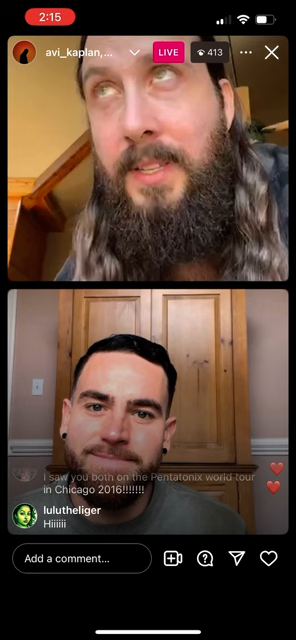 2:15
avi_kaplan,...
LIVE
413
I saw you both on the Pentatonix world tour
in Chicago 2016!!!!!!!
lulutheliger
Hiiiiii
Add a comment...